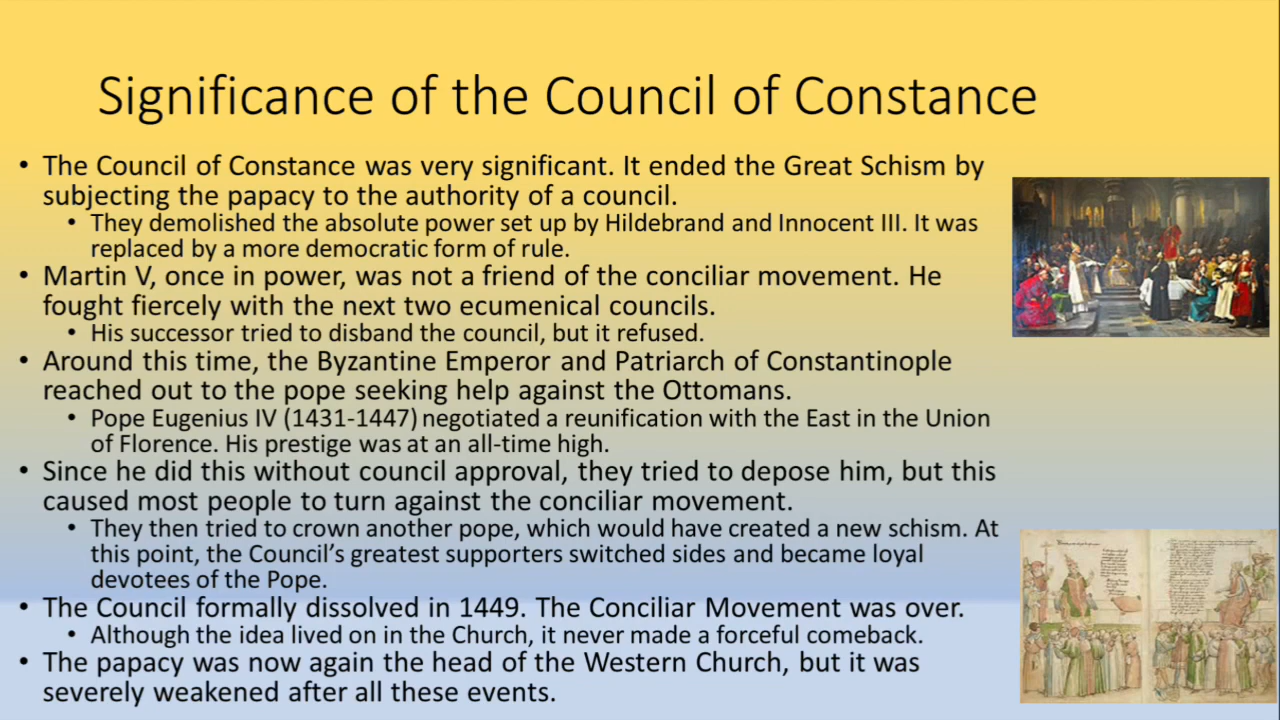 Significance of the Council of Constance
• The Council of Constance was very significant. It ended the Great Schism by
subjecting the papacy to the authority of a council.
• They demolished the absolute power set up by Hildebrand and Innocent III. It was
replaced by a more democratic form of rule.
• Martin V, once in power, was not a friend of the conciliar movement. He
fought fiercely with the next two ecumenical councils.
• His successor tried to disband the council, but it refused.
• Around this time, the Byzantine Emperor and Patriarch of Constantinople
reached out to the pope seeking help against the Ottomans.
• Pope Eugenius IV (1431-1447) negotiated a reunification with the East in the Union
of Florence. His prestige was at an all-time high.
• Since he did this without council approval, they tried to depose him, but this
caused most people to turn against the conciliar movement.
• They then tried to crown another pope, which would have created a new schism. At
this point, the Council’s greatest supporters switched sides and became loyal
devotees of the Pope.
• The Council formally dissolved in 1449. The Conciliar Movement was over.
• Although the idea lived on in the Church, it never made a forceful comeback.
• The papacy was now again the head of the Western Church, but it was
severely weakened after all these events.